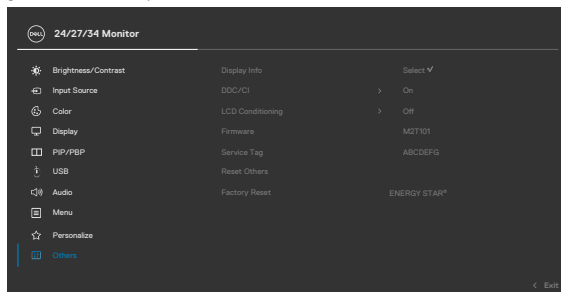 DELL 24/27/34 Monitor
Brightness/Contrast Display Info Select ✔
Input Source DDC/CI > On
Color LCD Conditioning > Off
Display Firmware M2T101
PIP/PBP Service Tag ABCDEFG
USB Reset Others
Audio Factory Reset ENERGY STAR®
Menu
Personalize
Others
< Exit